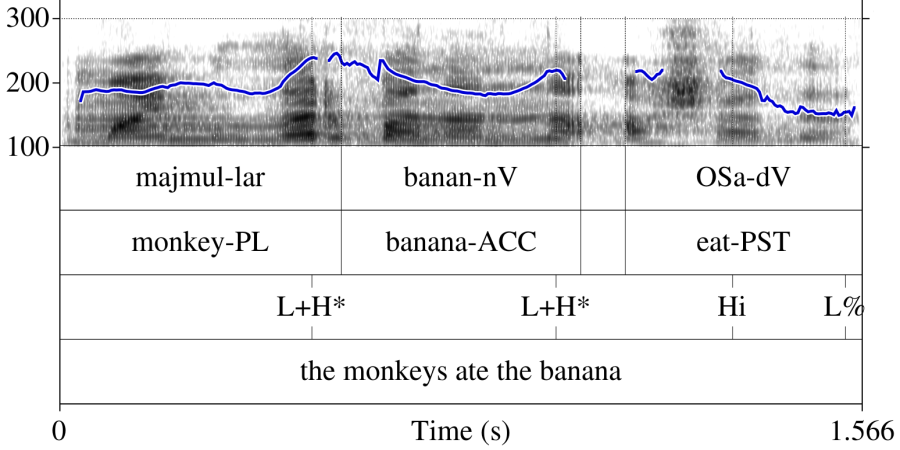 300
200
100
majmul-lar banan-nV OSa-dV
monkey-PL banana-ACC eat-PST
L+H* L+H* Hi L%
the monkeys ate the banana
0 Time (s) 1.566